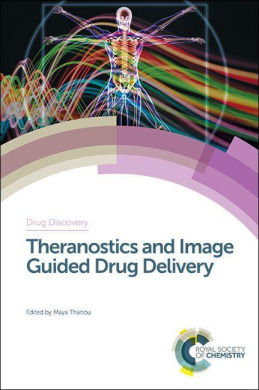 Drug Discovery
Theranostics and Image
Guided Drug Delivery
Edited by Maya Thanou
ROYAL SOCIETY
OF CHEMISTRY